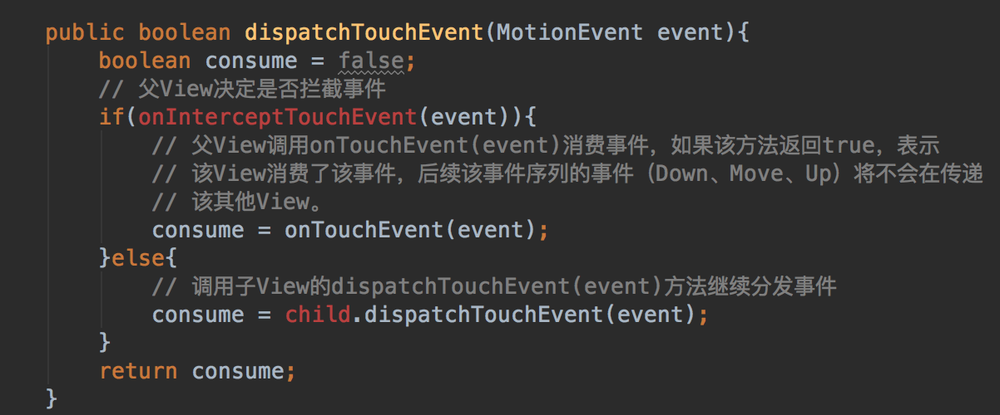 public boolean dispatchTouchEvent(MotionEvent event){
boolean consume = false;
// 父View决定是否拦截事件
if(onInterceptTouchEvent(event)){
// 父View调用onTouchEvent(event)消费事件，如果该方法返回true，表示
// 该View消费了该事件，后续该事件序列的事件（Down、Move、Up）将不会在传递
// 该其他View。
consume = onTouchEvent(event);
}else{
// 调用子View的dispatchTouchEvent(event)方法继续分发事件
consume = child.dispatchTouchEvent(event);
}
return consume;
}